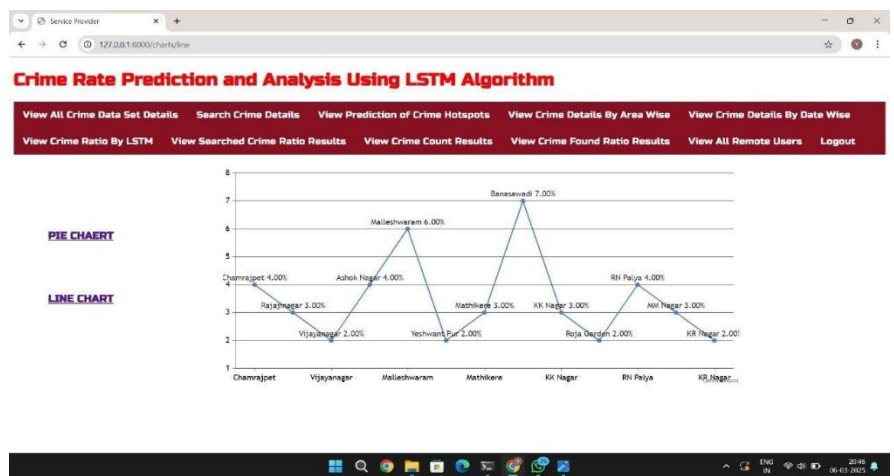 Service Provider
127.0.0.1:8000/charts/line
Crime Rate Prediction and Analysis Using LSTM Algorithm
View All Crime Data Set Details Search Crime Details View Prediction of Crime Hotspots View Crime Details By Area Wise View Crime Details By Date Wise
View Crime Ratio By LSTM View Searched Crime Ratio Results View Crime Count Results View Crime Found Ratio Results View All Remote Users Logout
PIE CHAERT
LINE CHART
8
7
6
5
4
3
2
1
Banasawadi 7.00%
Malleshwaram 6.00%
Chamrajpet 4.00% Ashok Nagar 4.00% RN Palya 4.00%
Rajajinagar 3.00% Mathikere 3.00% KK Nagar 3.00% MM Nagar 3.00%
Vijayanagar 2.00% Yeshwant Pur 2.00% Roja Garden 2.00% KR Nagar 2.00%
Chamrajpet Vijayanagar Malleshwaram Mathikere KK Nagar RN Palya KR Nagar
ENG 20:46
IN 06-03-2025